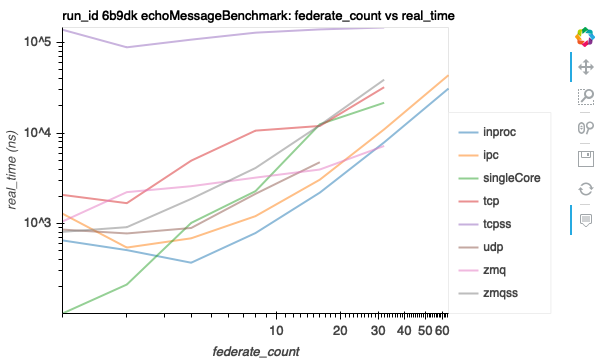 run_id 6b9dk echoMessageBenchmark: federate_count vs real_time
10^5
10^4
10^3
real_time (ns)
10
20
30
40
50
60
federate_count
inproc
ipc
singleCore
tcp
tcpss
udp
zmq
zmqss